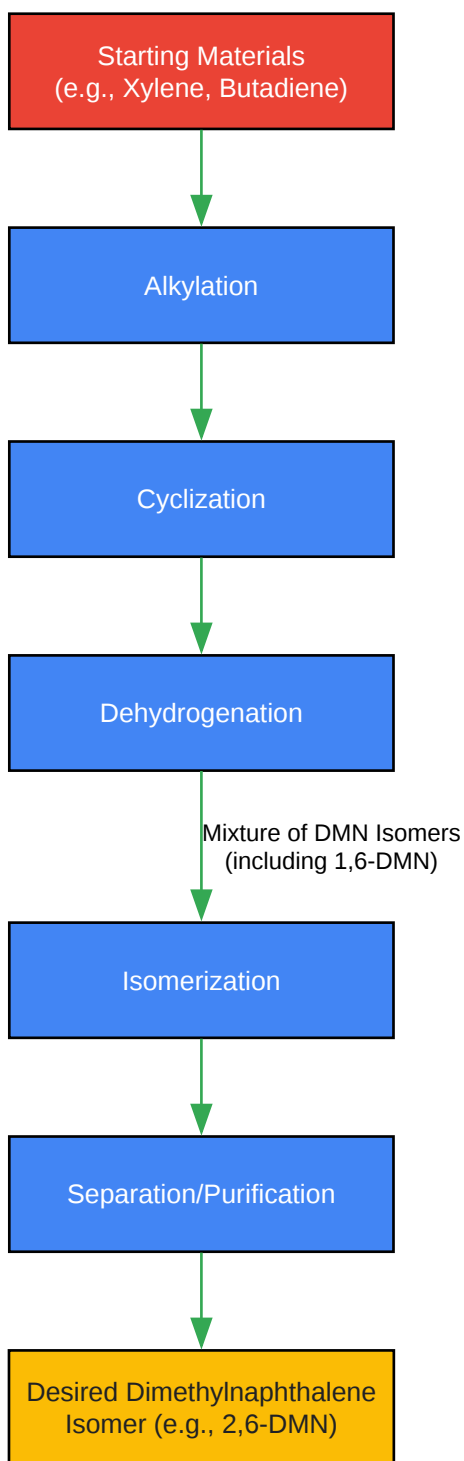 Starting Materials
(e.g., Xylene, Butadiene)
Alkylation
Cyclization
Dehydrogenation
Mixture of DMN Isomers
(including 1,6-DMN)
Isomerization
Separation/Purification
Desired Dimethylnaphthalene
Isomer (e.g., 2,6-DMN)